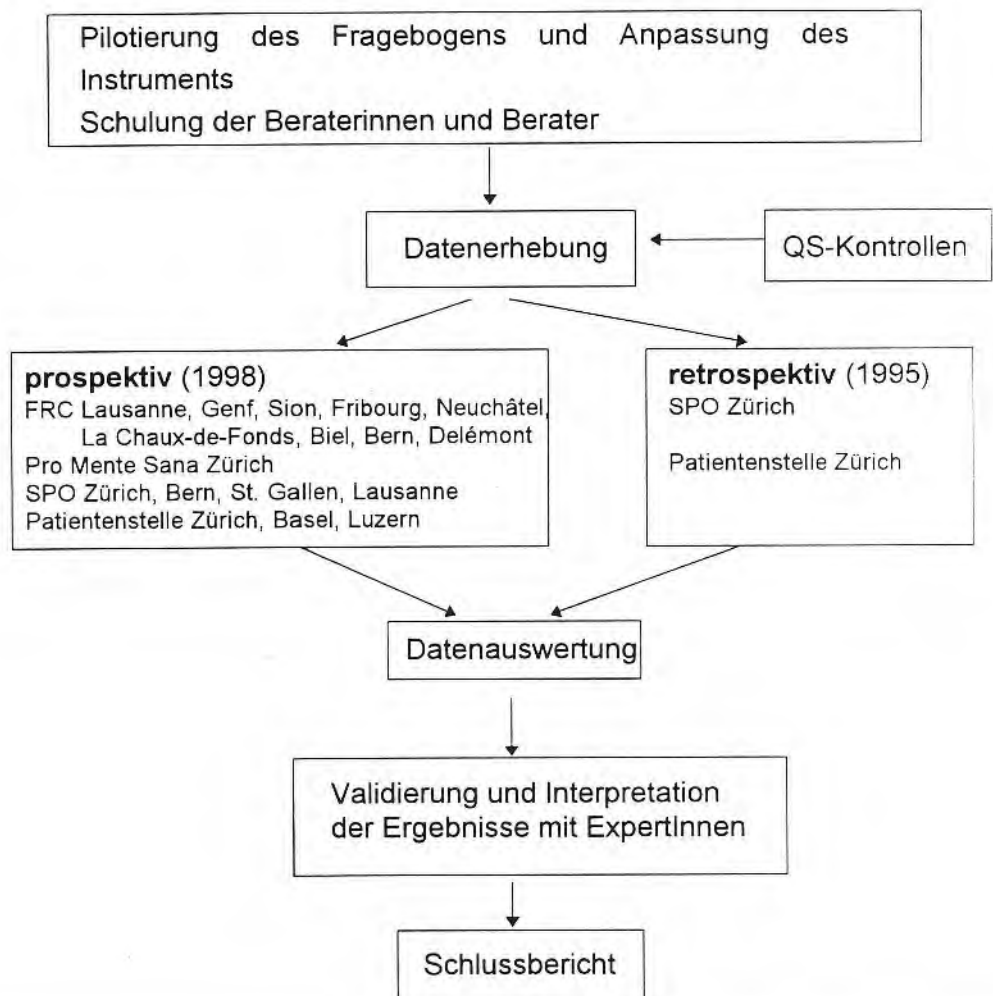 Pilotierung des Fragebogens und Anpassung des
Instruments
Schulung der Beraterinnen und Berater
Datenerhebung
QS-Kontrollen
prospektiv (1998)
FRC Lausanne, Genf, Sion, Fribourg, Neuchâtel,
La Chaux-de-Fonds, Biel, Bern, Delémont
Pro Mente Sana Zürich
SPO Zürich, Bern, St. Gallen, Lausanne
Patientenstelle Zürich, Basel, Luzern
retrospektiv (1995)
SPO Zürich
Patientenstelle Zürich
Datenauswertung
Validierung und Interpretation
der Ergebnisse mit ExpertInnen
Schlussbericht